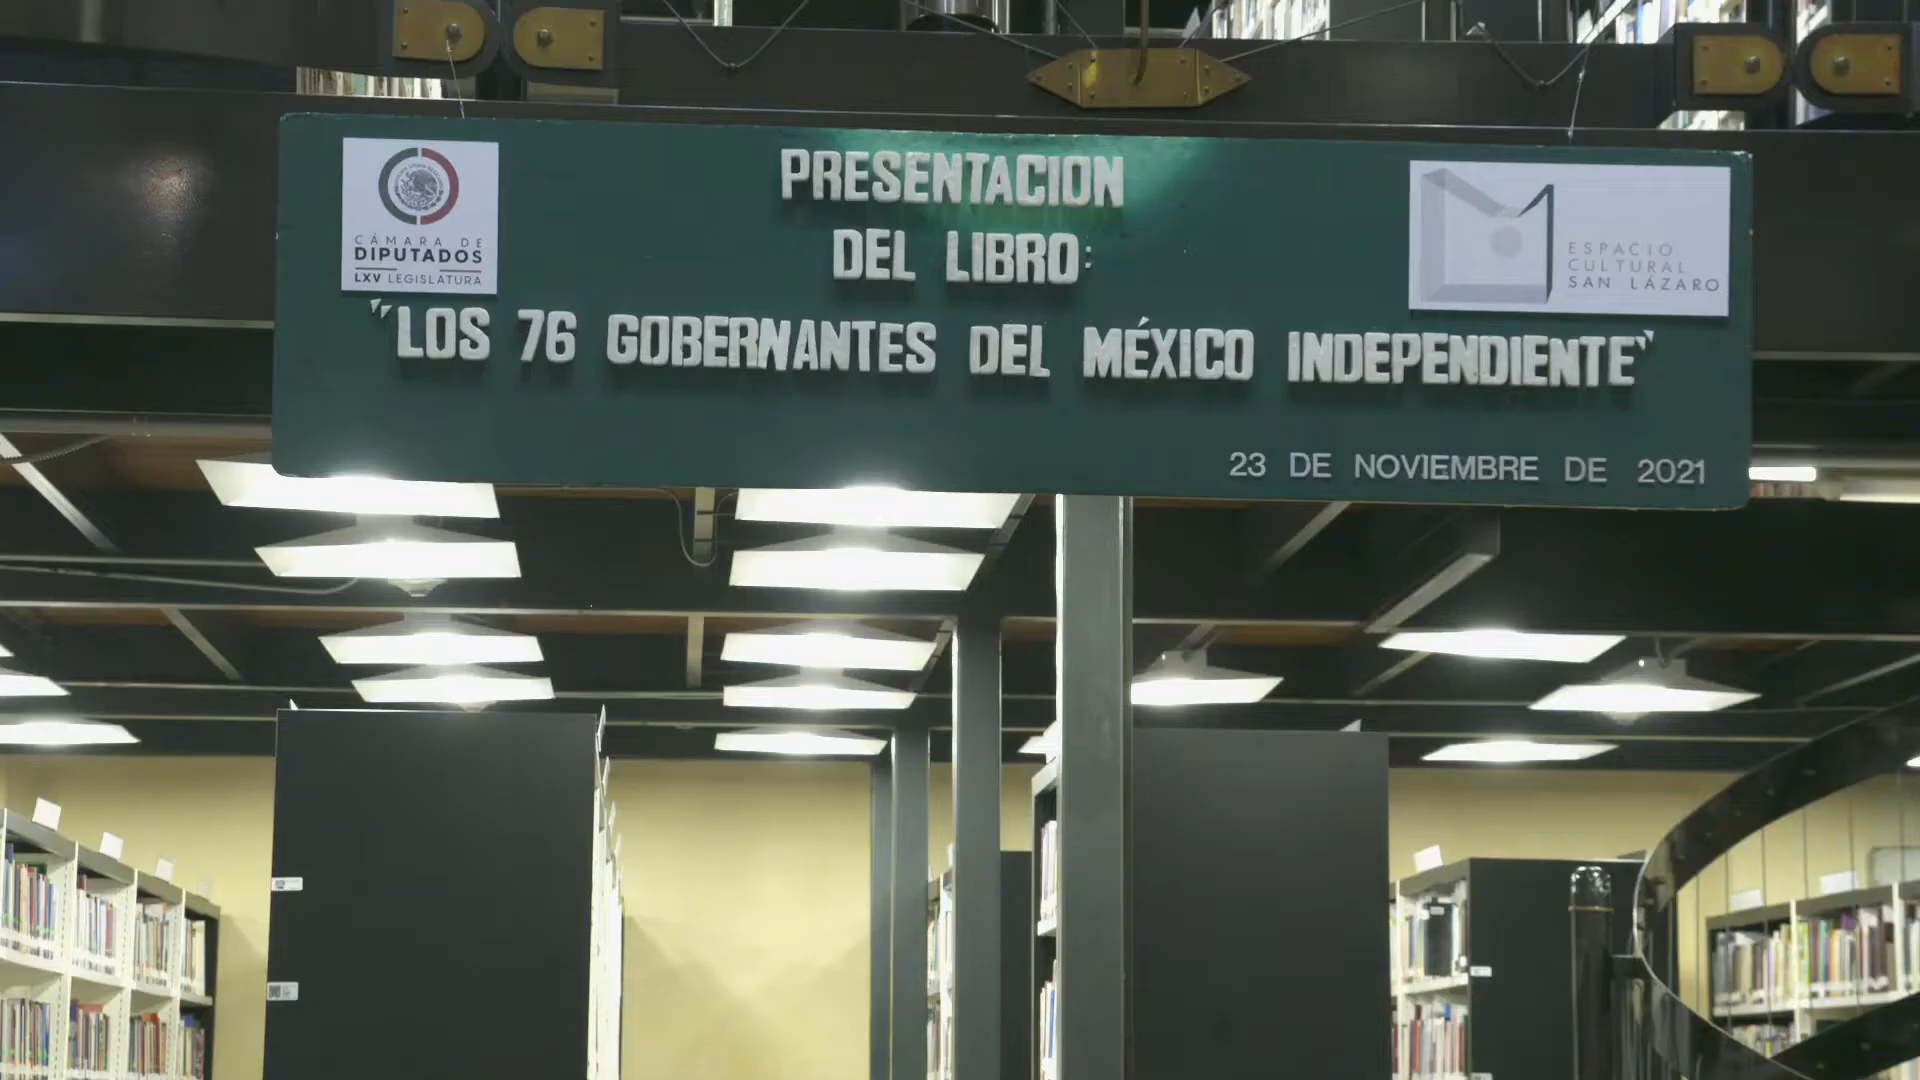 PRESENTACION
DEL LIBRO:
"LOS 76 GOBERNANTES DEL MÉXICO INDEPENDIENTE"
23 DE NOVIEMBRE DE 2021
CÁMARA DE
DIPUTADOS
LXV LEGISLATURA
ESPACIO
CULTURAL
SAN LÁZARO